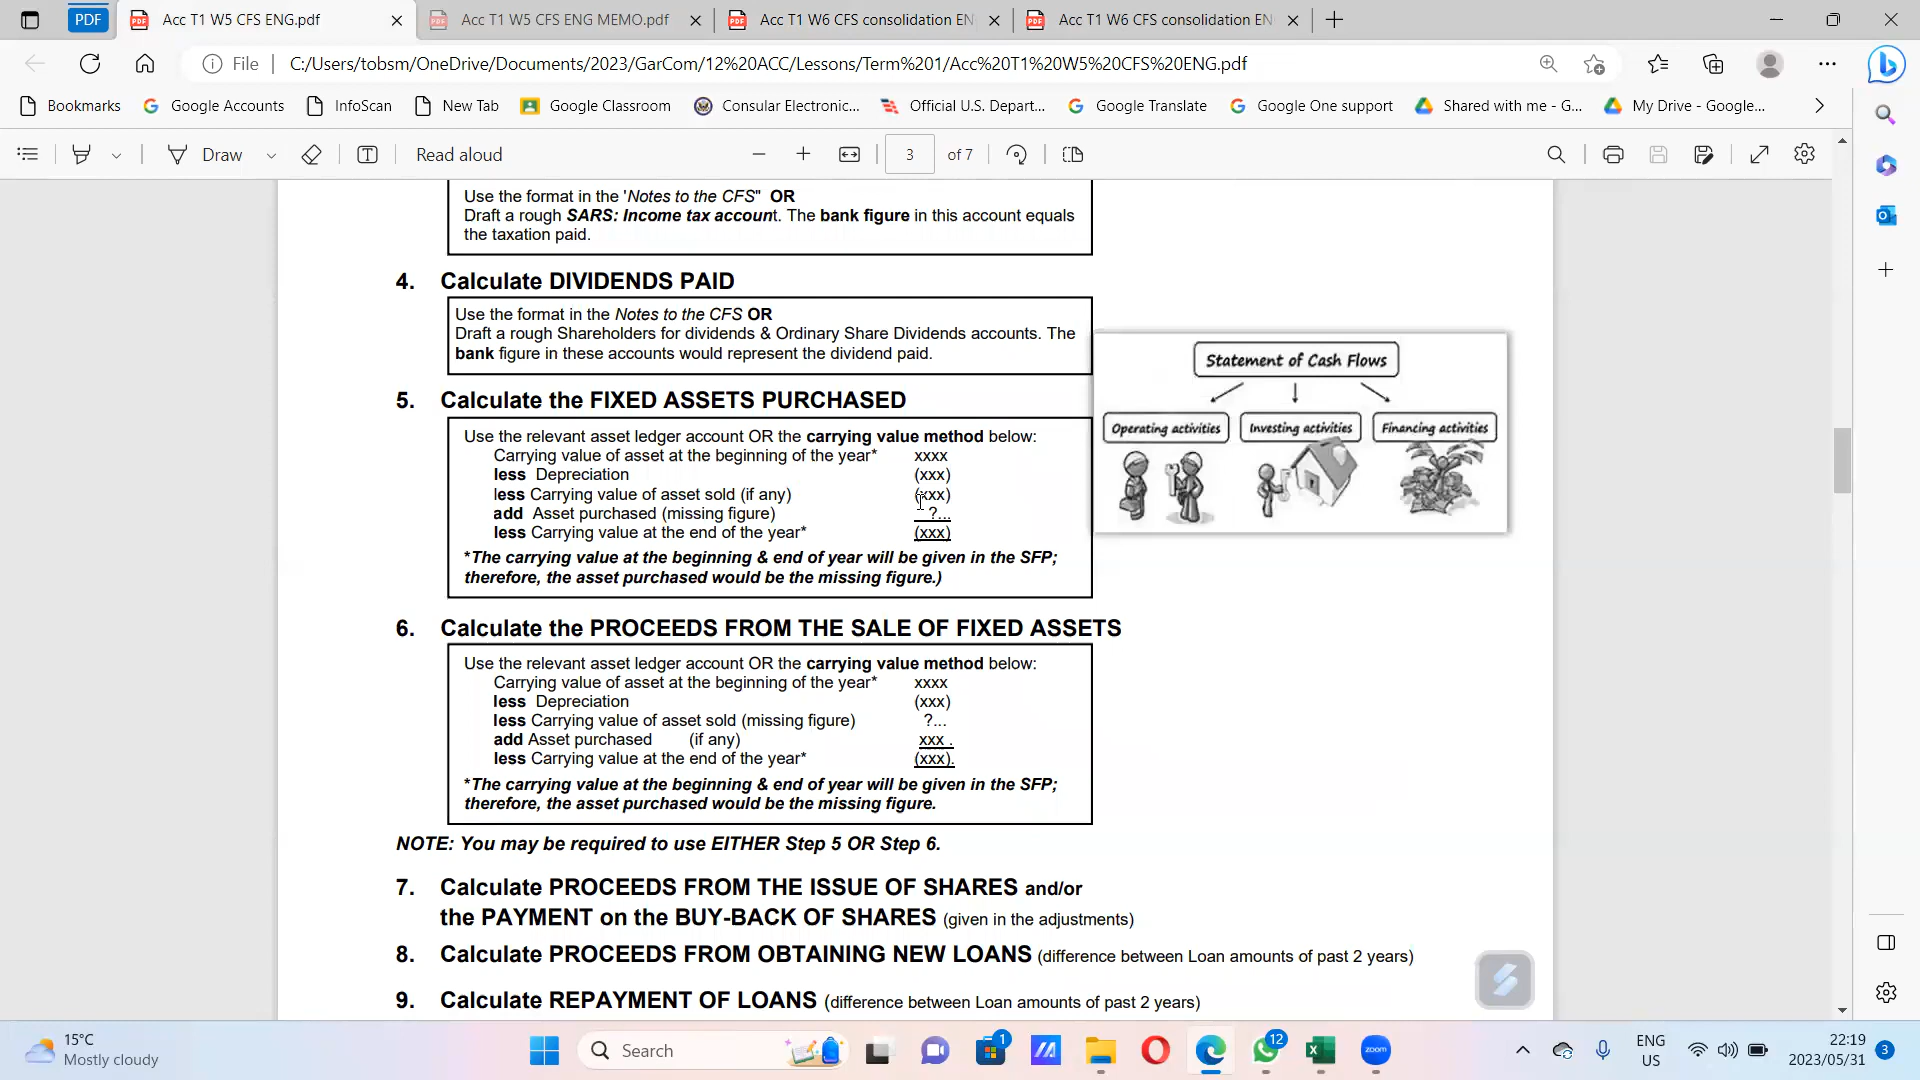 PDF
Acc T1 W5 CFS ENG.pdf
Acc T1 W5 CFS ENG MEMO.pdf
Acc T1 W6 CFS consolidation EN
Acc T1 W6 CFS consolidation EN
File
C:/Users/tobsm/OneDrive/Documents/2023/GarCom/12%20ACC/Lessons/Term%201/Acc%20T1%20W5%20CFS%20ENG.pdf
Bookmarks
Google Accounts
InfoScan
New Tab
Google Classroom
Consular Electronic...
Official U.S. Depart...
Google Translate
Google One support
Shared with me - G...
My Drive - Google...
Draw
Read aloud
3
of 7
Use the format in the 'Notes to the CFS" OR
Draft a rough SARS: Income tax account. The bank figure in this account equals
the taxation paid.
4. Calculate DIVIDENDS PAID
Use the format in the Notes to the CFS OR
Draft a rough Shareholders for dividends & Ordinary Share Dividends accounts. The
bank figure in these accounts would represent the dividend paid.
Statement of Cash Flows
Operating activities
Investing activities
Financing activities
5. Calculate the FIXED ASSETS PURCHASED
Use the relevant asset ledger account OR the carrying value method below:
Carrying value of asset at the beginning of the year* xxxx
less Depreciation (xxx)
less Carrying value of asset sold (if any) (xxx)
add Asset purchased (missing figure) ?...
less Carrying value at the end of the year* (xxx)
*The carrying value at the beginning & end of year will be given in the SFP;
therefore, the asset purchased would be the missing figure.)
6. Calculate the PROCEEDS FROM THE SALE OF FIXED ASSETS
Use the relevant asset ledger account OR the carrying value method below:
Carrying value of asset at the beginning of the year* xxxx
less Depreciation (xxx)
less Carrying value of asset sold (missing figure) ?...
add Asset purchased (if any) xxx .
less Carrying value at the end of the year* (xxx).
*The carrying value at the beginning & end of year will be given in the SFP;
therefore, the asset purchased would be the missing figure.
NOTE: You may be required to use EITHER Step 5 OR Step 6.
7. Calculate PROCEEDS FROM THE ISSUE OF SHARES and/or
the PAYMENT on the BUY-BACK OF SHARES (given in the adjustments)
8. Calculate PROCEEDS FROM OBTAINING NEW LOANS (difference between Loan amounts of past 2 years)
9. Calculate REPAYMENT OF LOANS (difference between Loan amounts of past 2 years)
15°C
Mostly cloudy
Search
1
12
zoom
ENG
US
22:19
2023/05/31
3